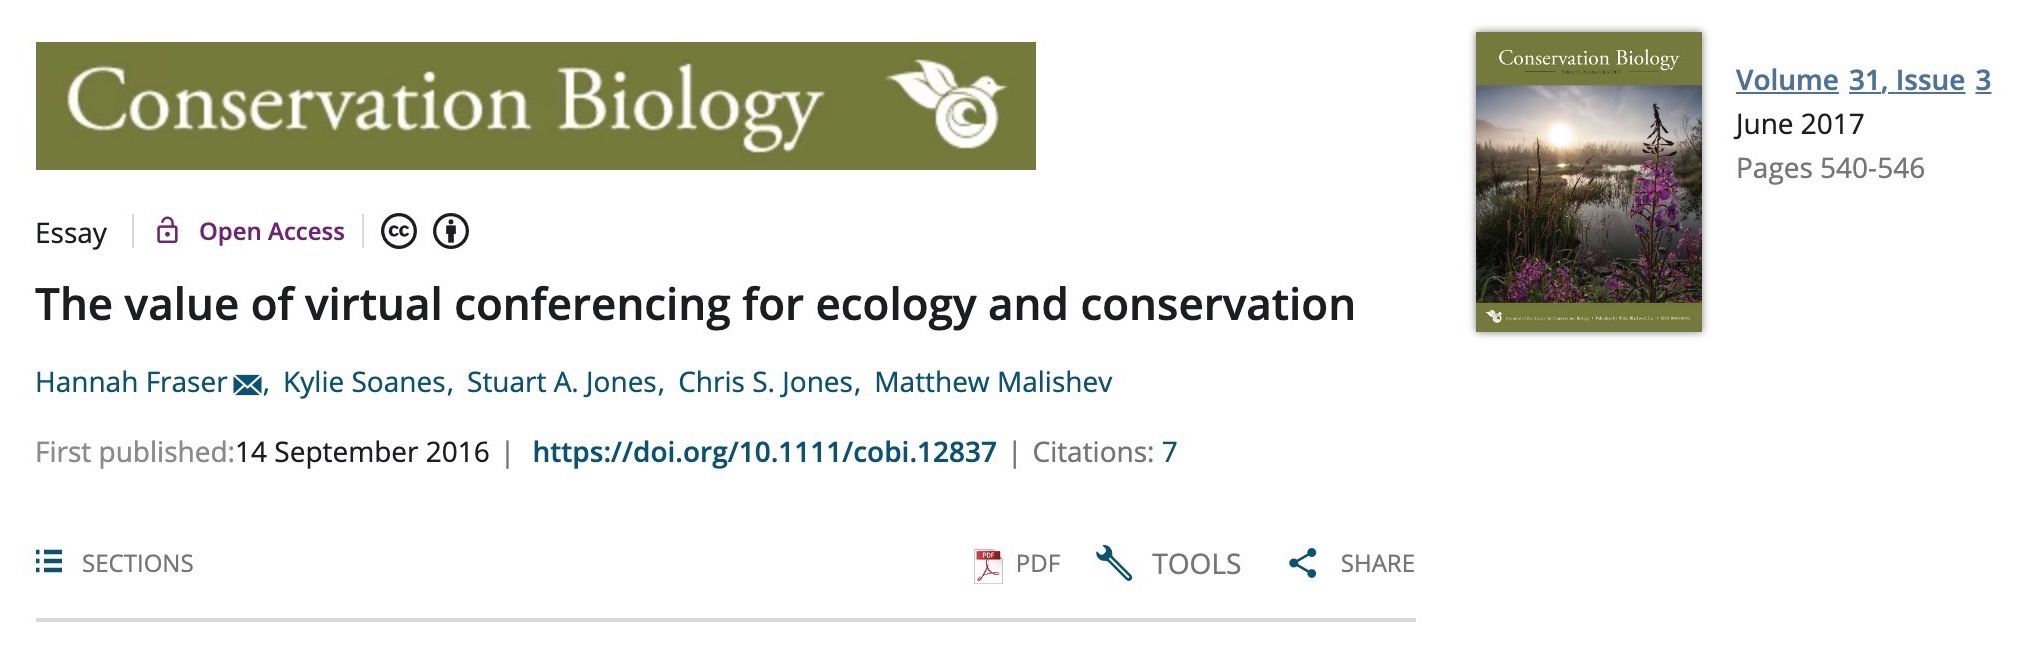 Conservation Biology
Essay
Open Access
cc
The value of virtual conferencing for ecology and conservation
Hannah Fraser, Kylie Soanes, Stuart A. Jones, Chris S. Jones, Matthew Malishev
First published:14 September 2016 | https://doi.org/10.1111/cobi.12837 | Citations: 7
SECTIONS
PDF
PDF
TOOLS
SHARE
Conservation Biology
Volume 31, Issue 3
June 2017
Pages 540-546